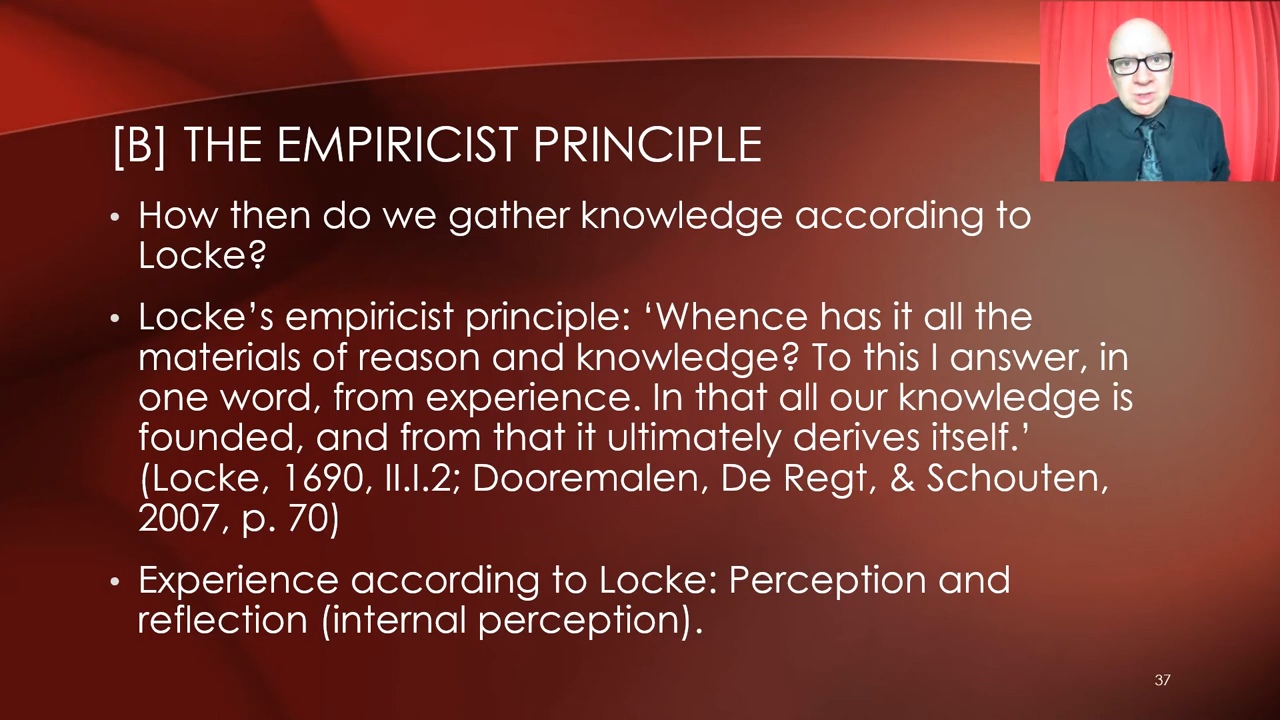 [B] THE EMPIRICIST PRINCIPLE
• How then do we gather knowledge according to
Locke?
• Locke’s empiricist principle: ‘Whence has it all the
materials of reason and knowledge? To this I answer, in
one word, from experience. In that all our knowledge is
founded, and from that it ultimately derives itself.’
(Locke, 1690, II.I.2; Dooremalen, De Regt, & Schouten,
2007, p. 70)
• Experience according to Locke: Perception and
reflection (internal perception).
37